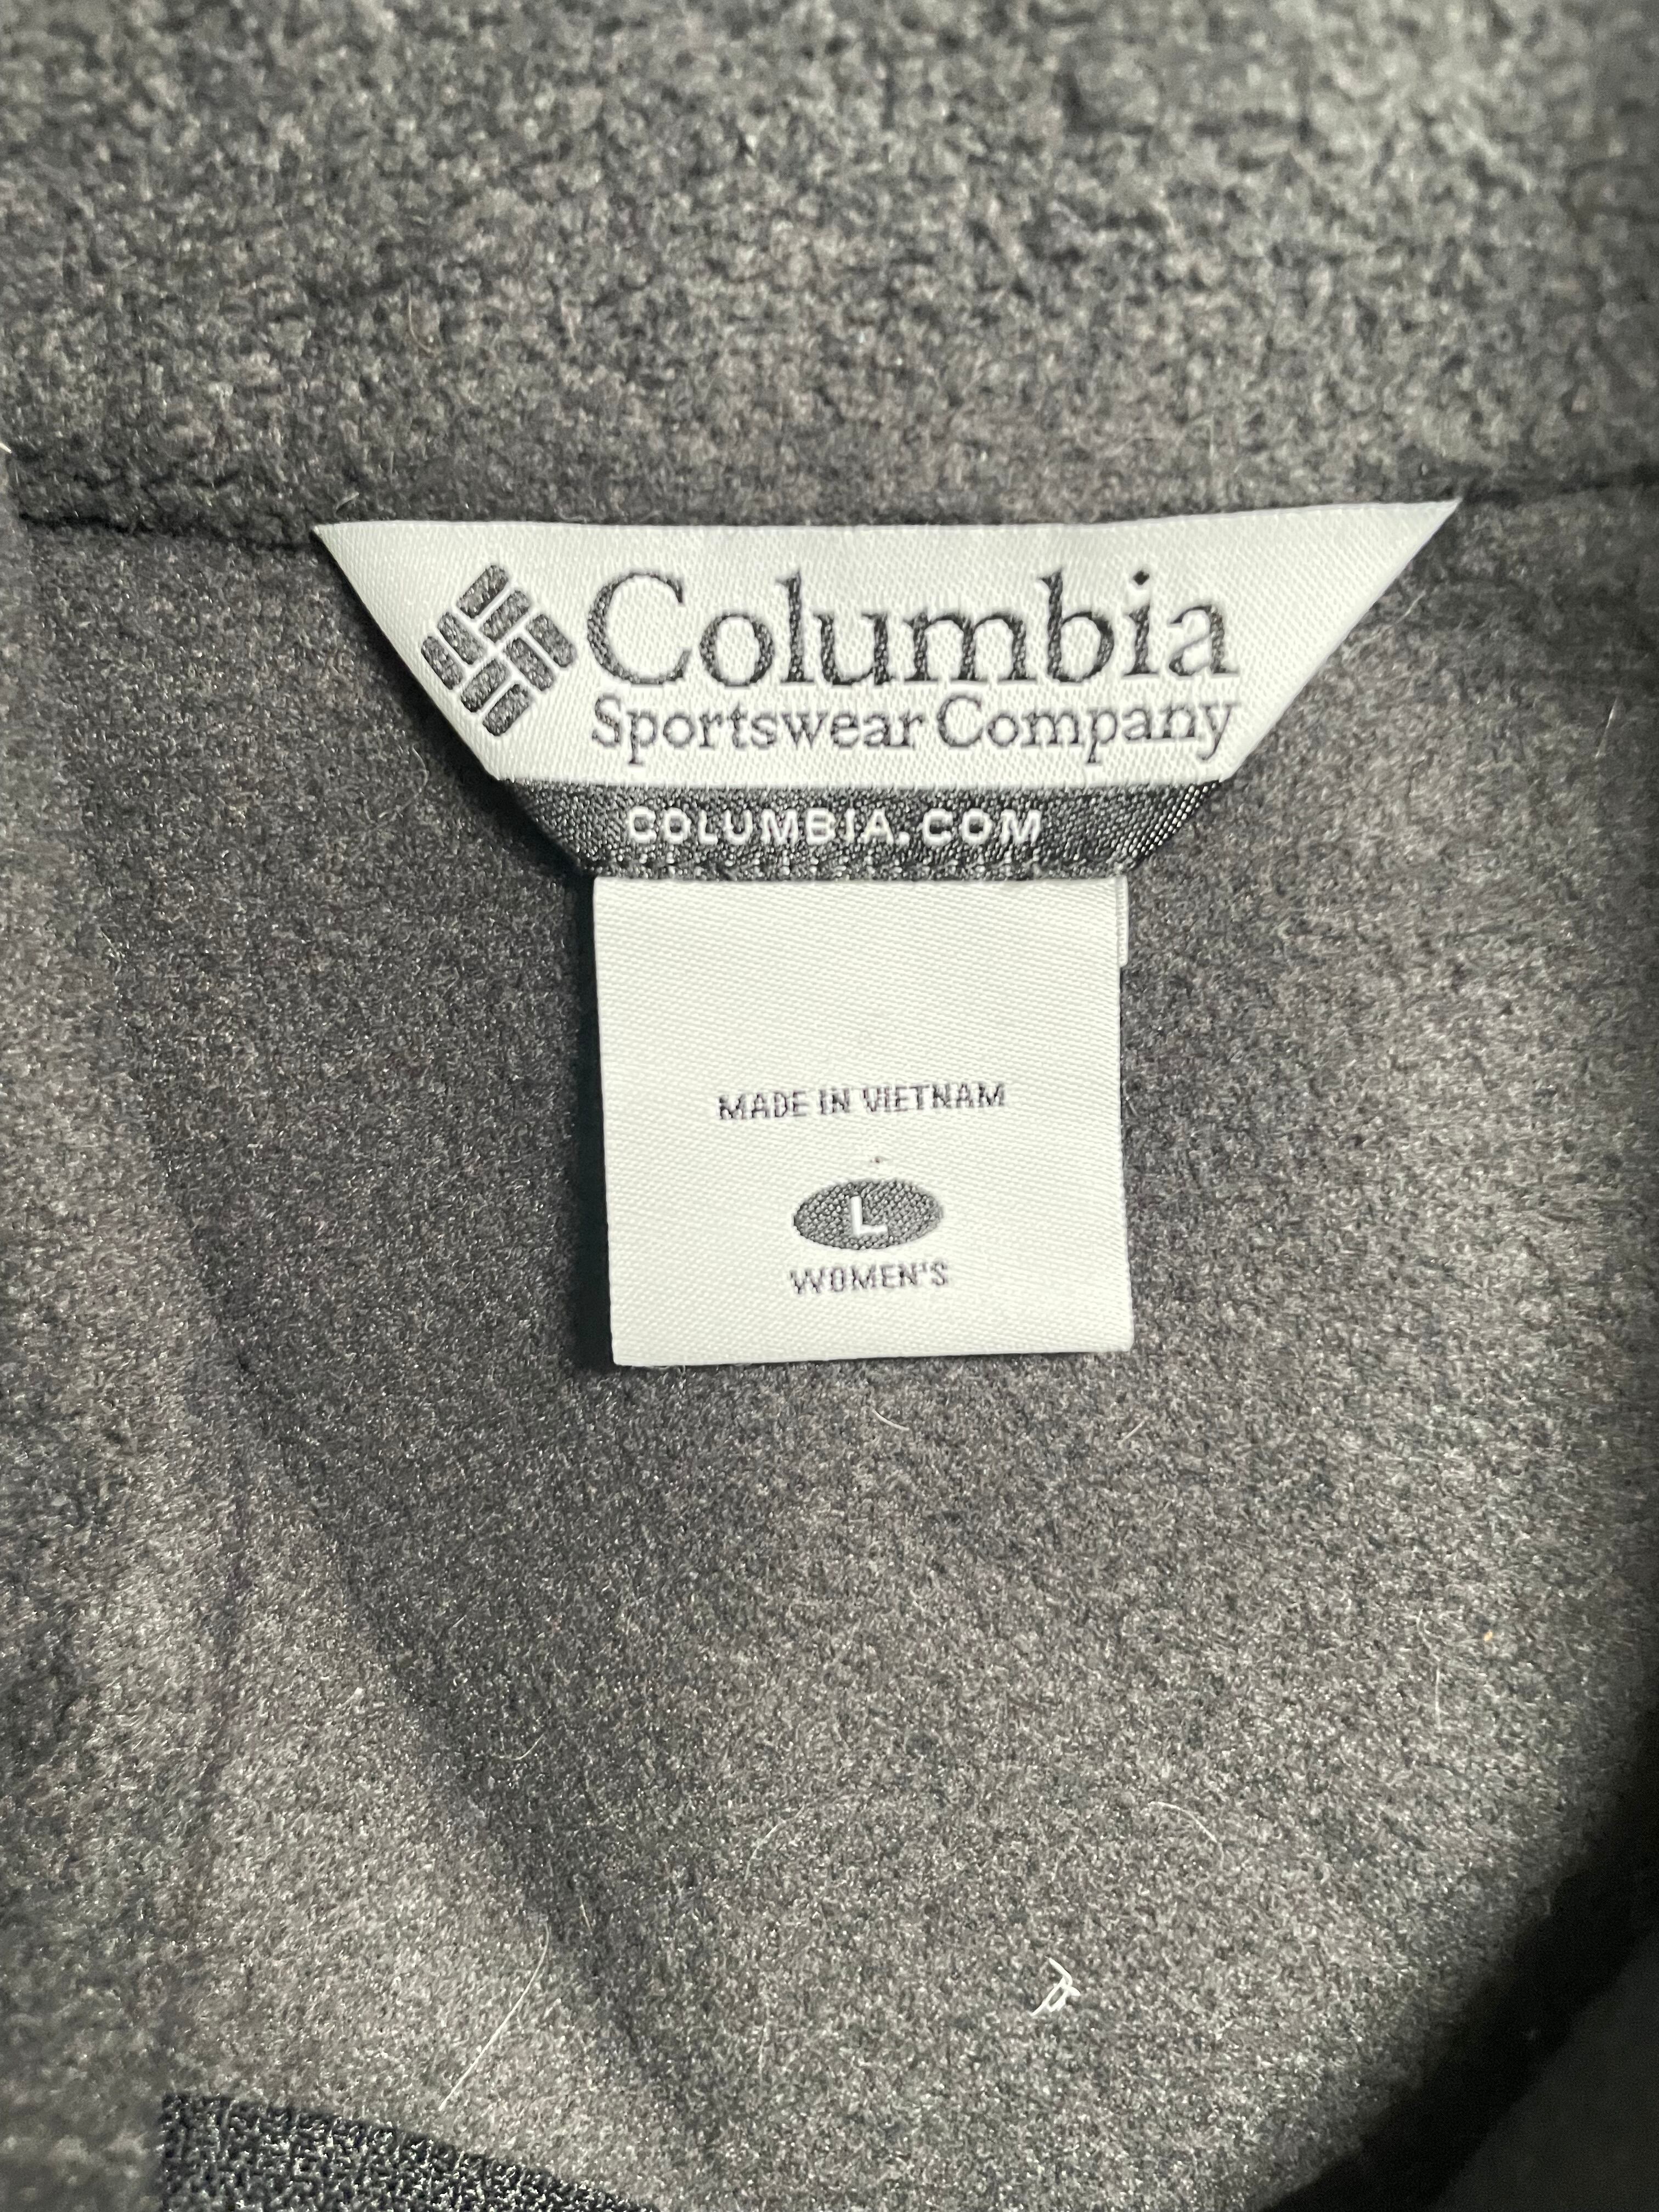 Columbia
Sportswear Company
COLUMBIA.COM
MADE IN VIETNAM
L
WOMEN'S